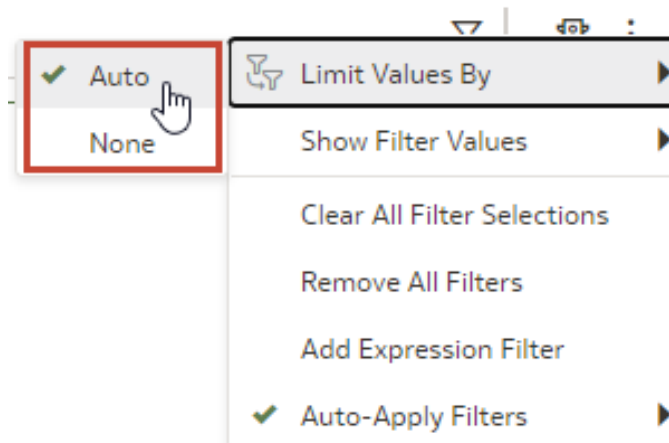 Auto
None
Limit Values By
Show Filter Values
Clear All Filter Selections
Remove All Filters
Add Expression Filter
Auto-Apply Filters